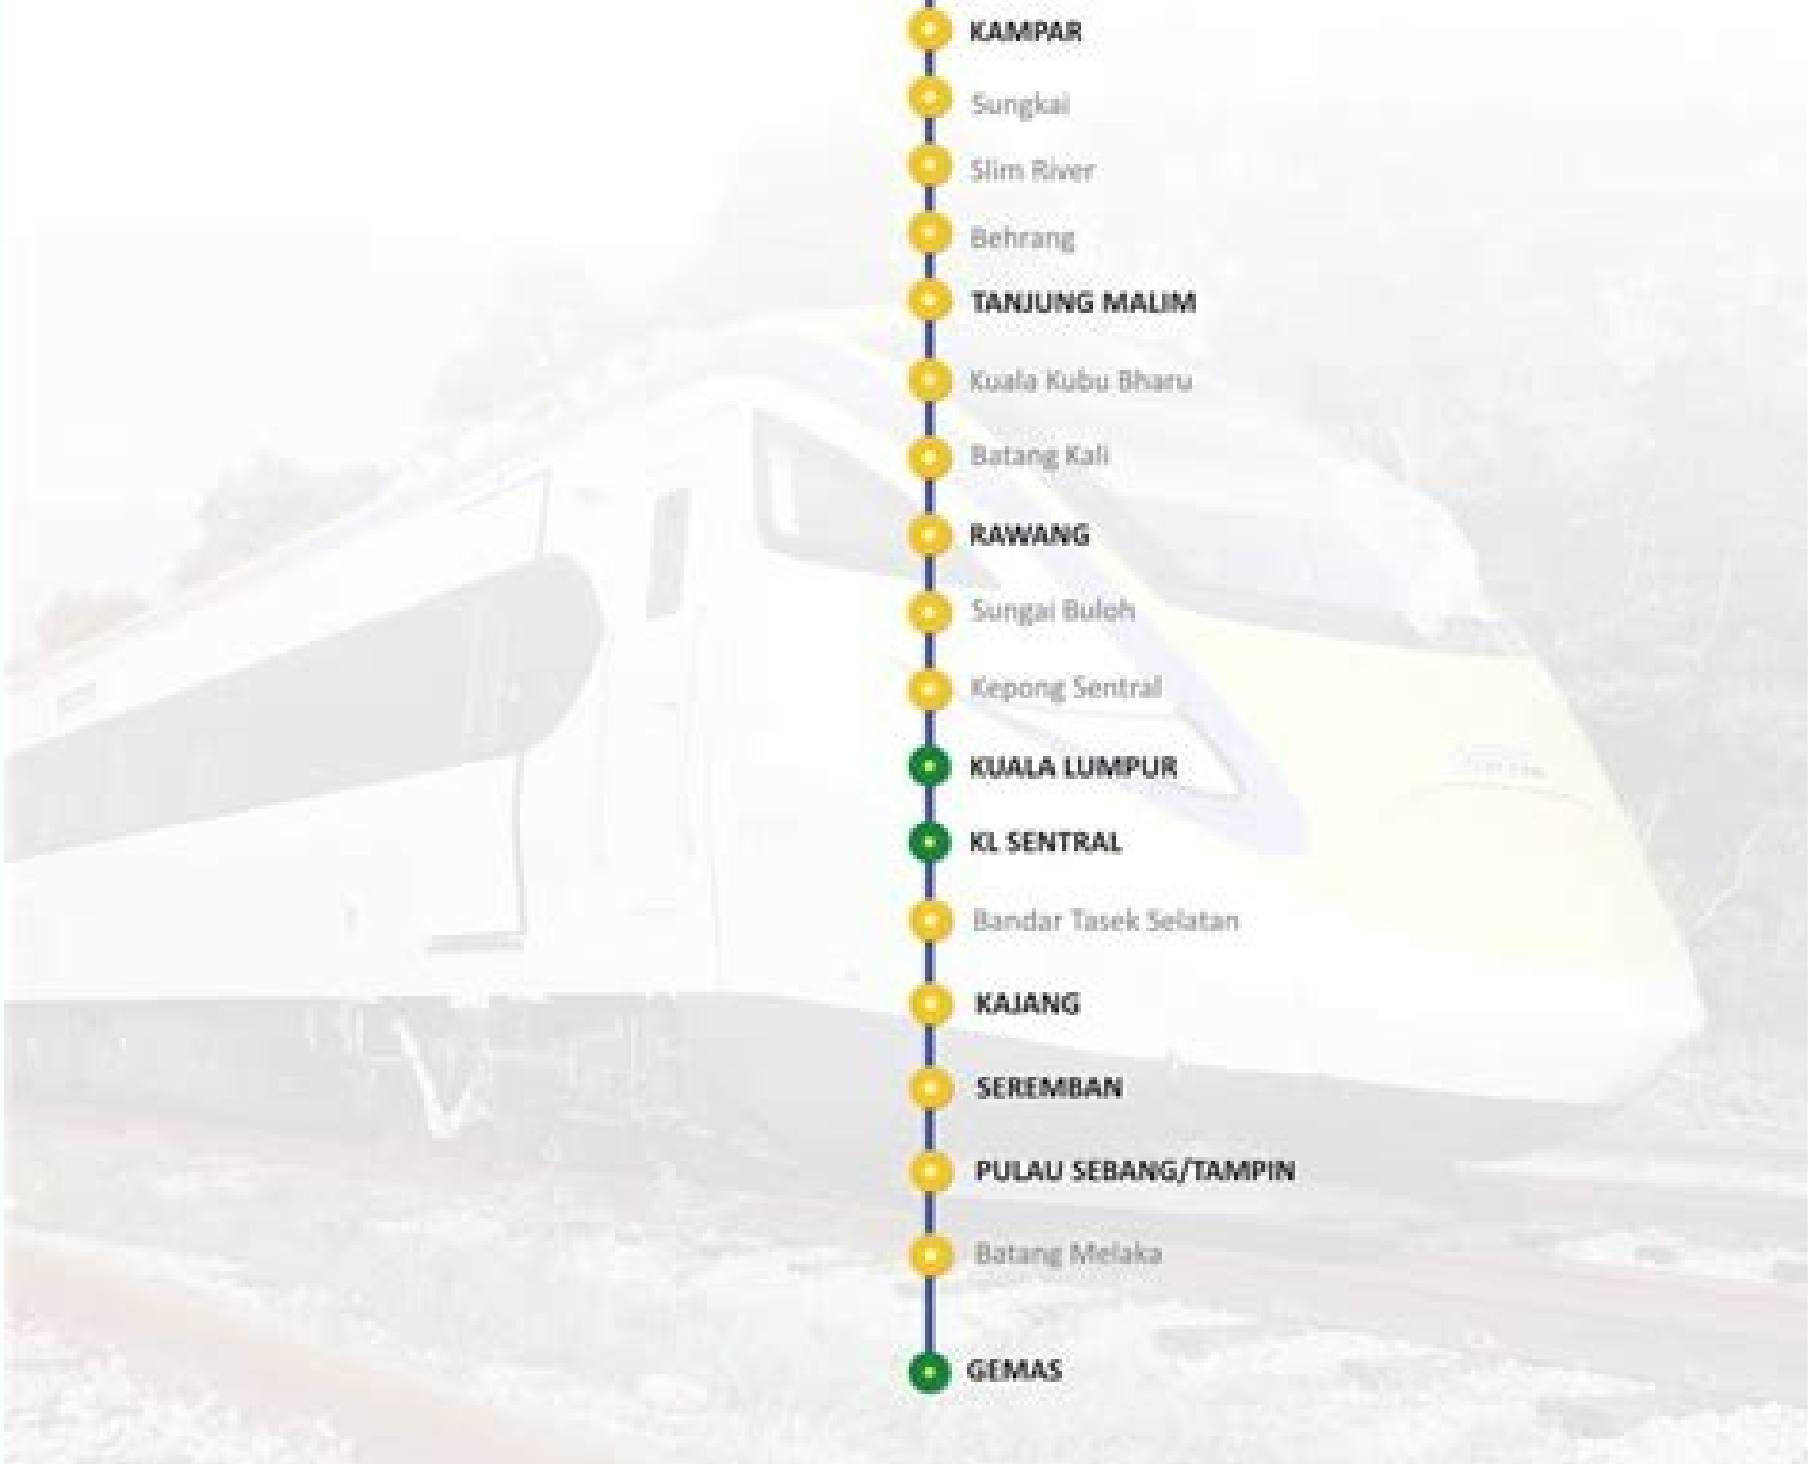 KAMPAR
Sungkai
Slim River
Behrang
TANJUNG MALIM
Kuala Kubu Bharu
Batang Kali
RAWANG
Sungai Buloh
Kepong Sentral
KUALA LUMPUR
KL SENTRAL
Bandar Tasek Selatan
KAJANG
SEREMBAN
PULAU SEBANG/TAMPIN
Batang Melaka
GEMAS